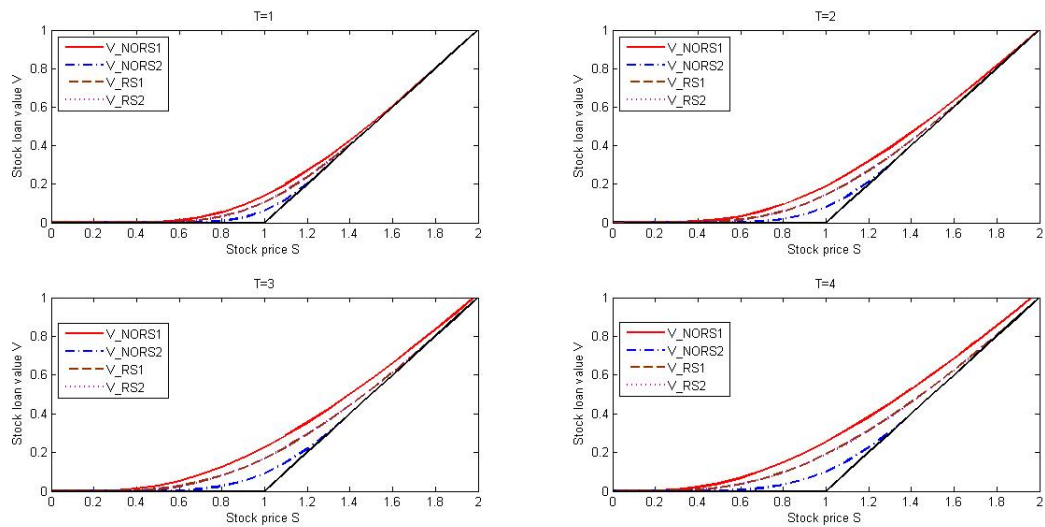 T=1
Stock loan value V
1
0.8
0.6
0.4
0.2
0
V_NORS1
V_NORS2
V_RS1
V_RS2
0 0.2 0.4 0.6 0.8 1 1.2 1.4 1.6 1.8 2
Stock price S
T=2
Stock loan value V
1
0.8
0.6
0.4
0.2
0
V_NORS1
V_NORS2
V_RS1
V_RS2
0 0.2 0.4 0.6 0.8 1 1.2 1.4 1.6 1.8 2
Stock price S
T=3
Stock loan value V
1
0.8
0.6
0.4
0.2
0
V_NORS1
V_NORS2
V_RS1
V_RS2
0 0.2 0.4 0.6 0.8 1 1.2 1.4 1.6 1.8 2
Stock price S
T=4
Stock loan value V
1
0.8
0.6
0.4
0.2
0
V_NORS1
V_NORS2
V_RS1
V_RS2
0 0.2 0.4 0.6 0.8 1 1.2 1.4 1.6 1.8 2
Stock price S